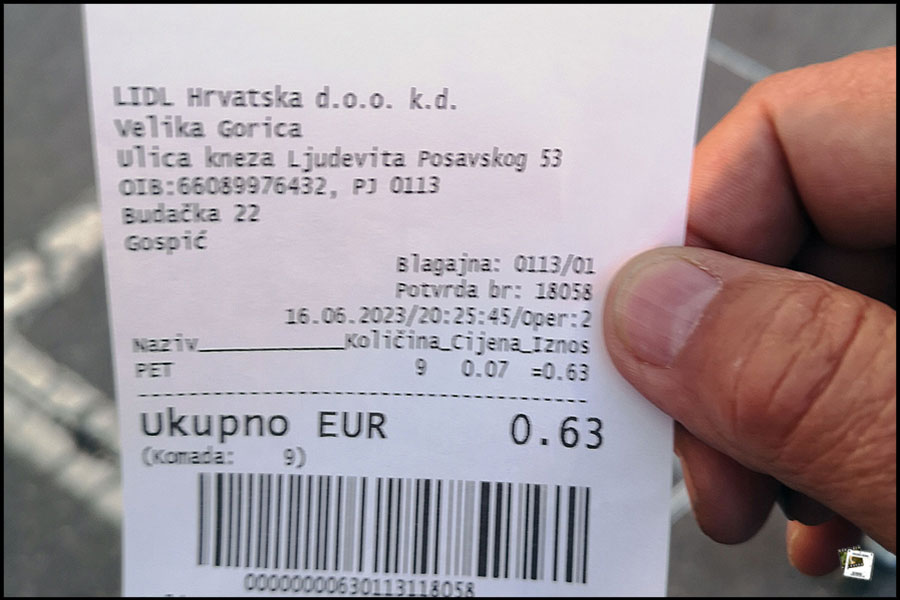 LIDL Hrvatska d.o.o. k.d.
Velika Gorica
Ulica kneza Ljudevita Posavskog 53
OIB:66089976432, PJ 0113
Budačka 22
Gospić
Blagajna: 0113/01
Potvrda br: 18058
16.06.2023/20:25:45/Oper:2
Naziv____________Količina_Cijena_Iznos
PET 9 0.07 =0.63
Ukupno EUR 0.63
(Komada: 9)
00000000630113118058